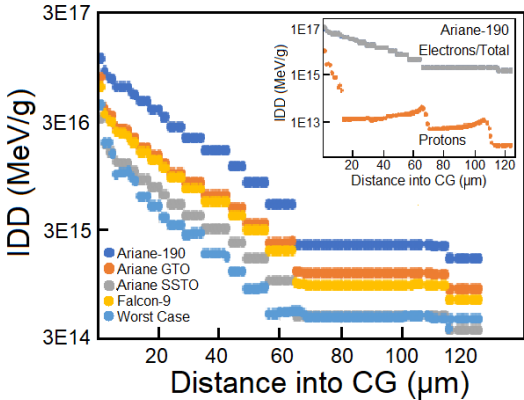 3E17
3E16
3E15
3E14
IDD (MeV/g)
20
40
60
80
100
120
Distance into CG (µm)
Ariane-190
Ariane GTO
Ariane SSTO
Falcon-9
Worst Case
1E17
1E15
1E13
IDD (MeV/g)
Ariane-190
Electrons/Total
Protons
0
20
40
60
80
100
120
Distance into CG (µm)